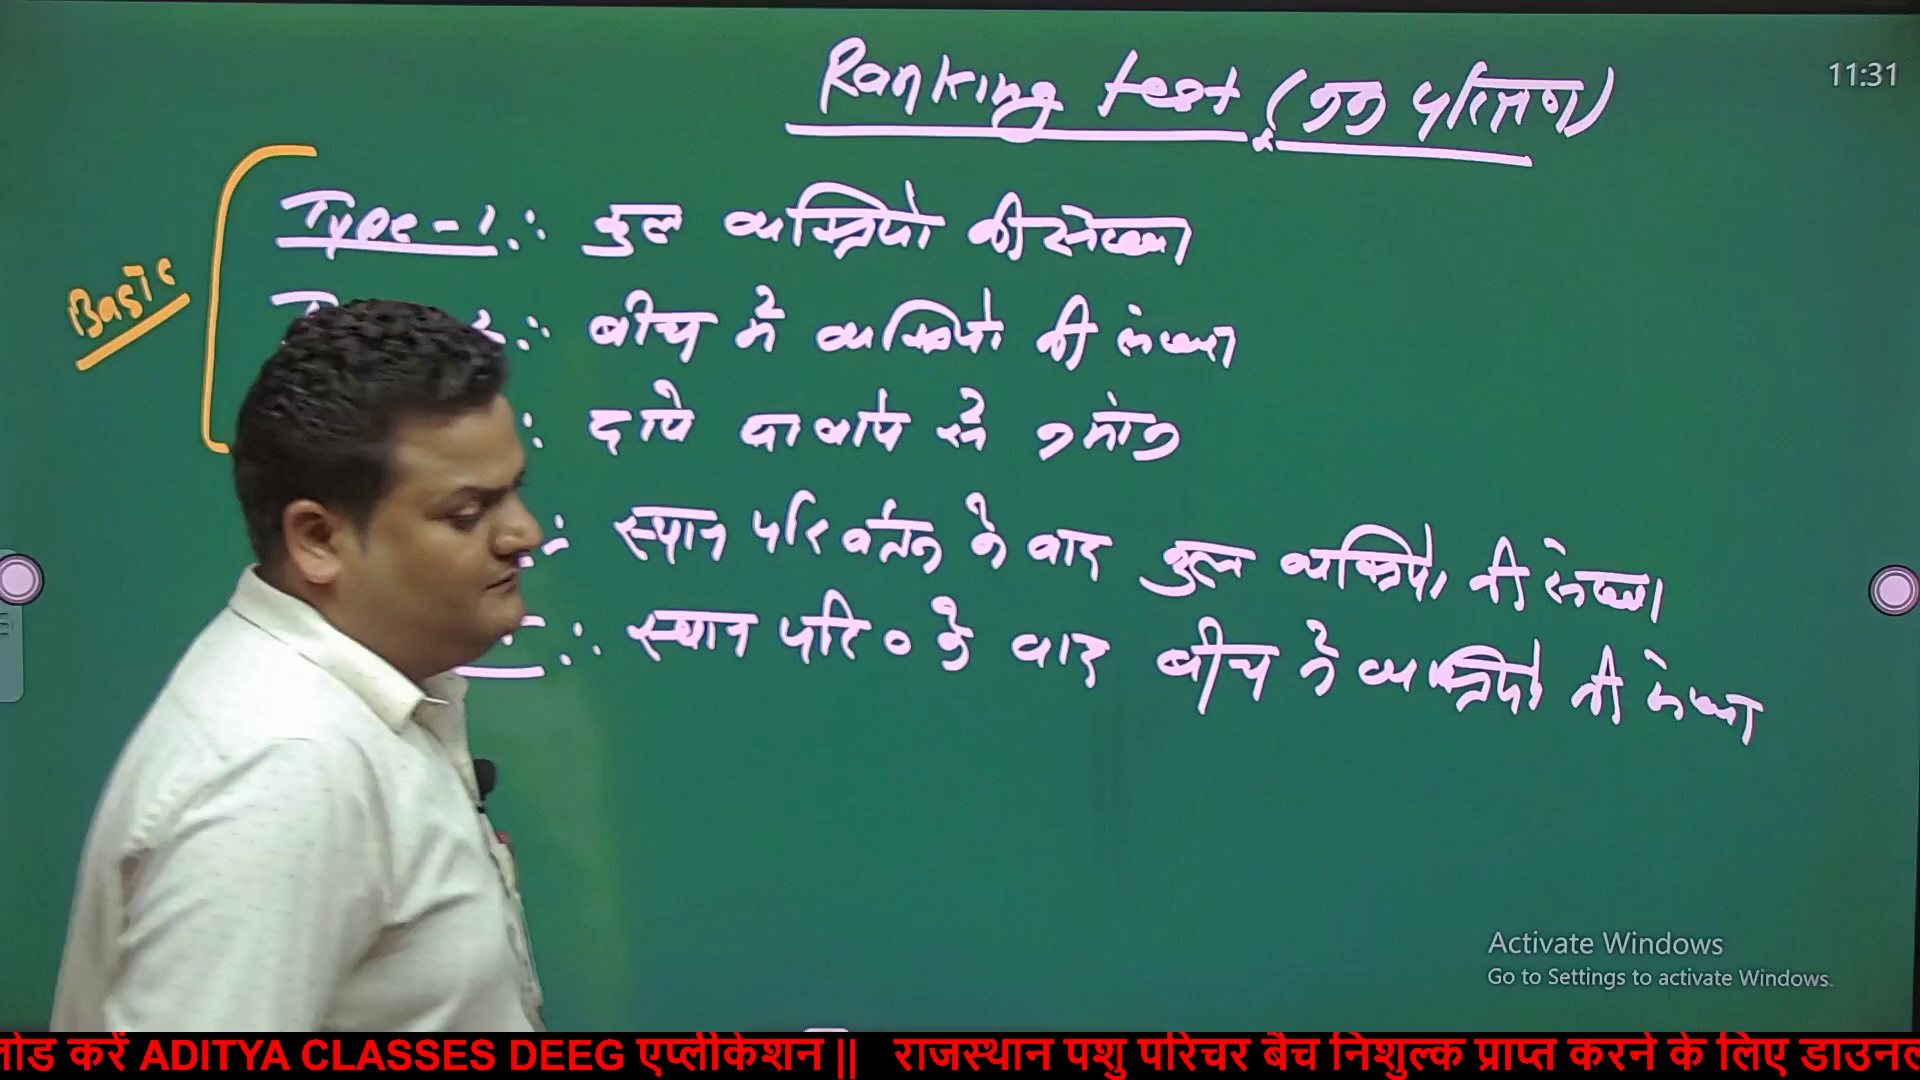 Ranking test (क्रम परीक्षण)
11:31
Type-1 :- कुल व्यक्तियो की संख्या
Basic
बीच मे व्यक्तियो की संख्या
दांये या बांये से क्रमांक
स्थान परिवर्तन के बाद कुल व्यक्तियो की संख्या
स्थान परि० के बाद बीच मे व्यक्तियो की संख्या
Activate Windows
Go to Settings to activate Windows.
लोड करें ADITYA CLASSES DEEG एप्लीकेशन || राजस्थान पशु परिचर बैच निशुल्क प्राप्त करने के लिए डाउनल